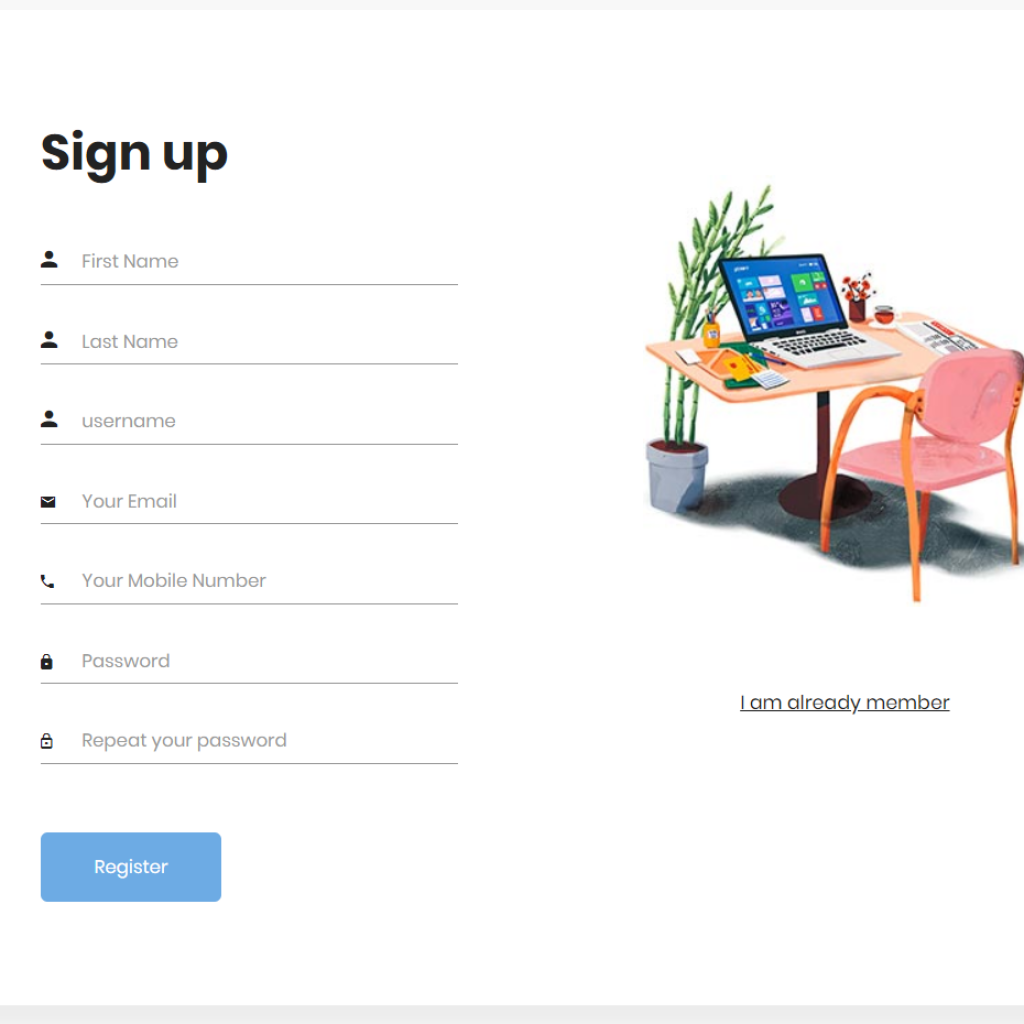 Sign up
First Name
Last Name
username
Your Email
Your Mobile Number
Password
Repeat your password
I am already member
Register